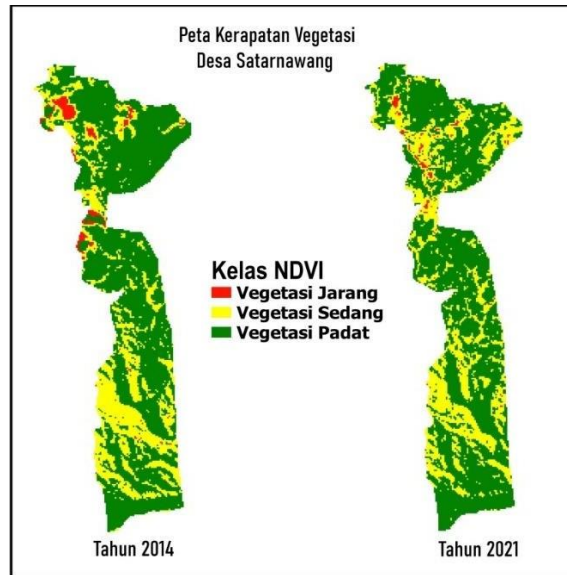 Peta Kerapatan Vegetasi
Desa Satarnawang
Kelas NDVI
Vegetasi Jarang
Vegetasi Sedang
Vegetasi Padat
Tahun 2014
Tahun 2021